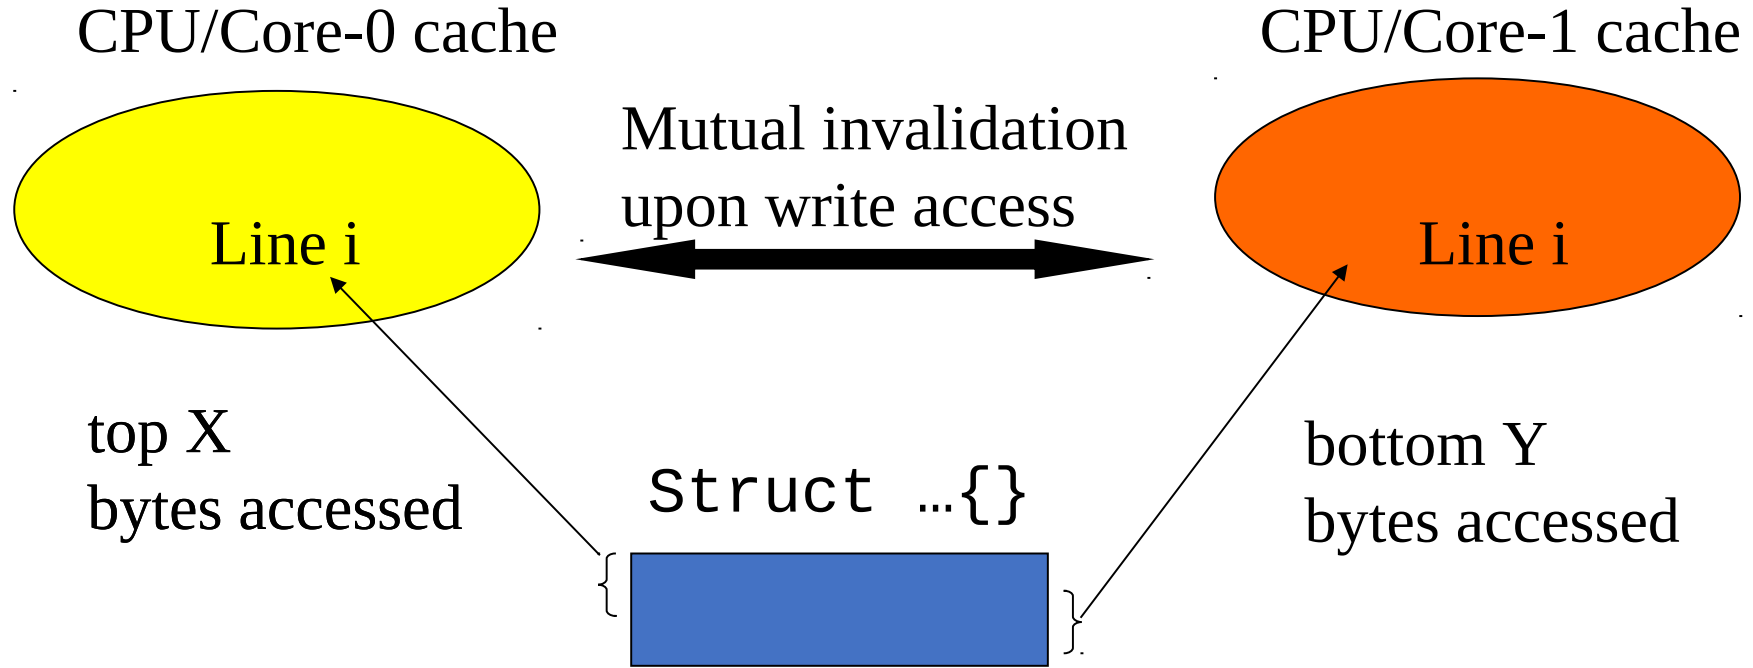 CPU/Core-0 cache
CPU/Core-1 cache
Mutual invalidation
upon write access
Line i
Line i
top X
bytes accessed
bottom Y
bytes accessed
Struct …{}